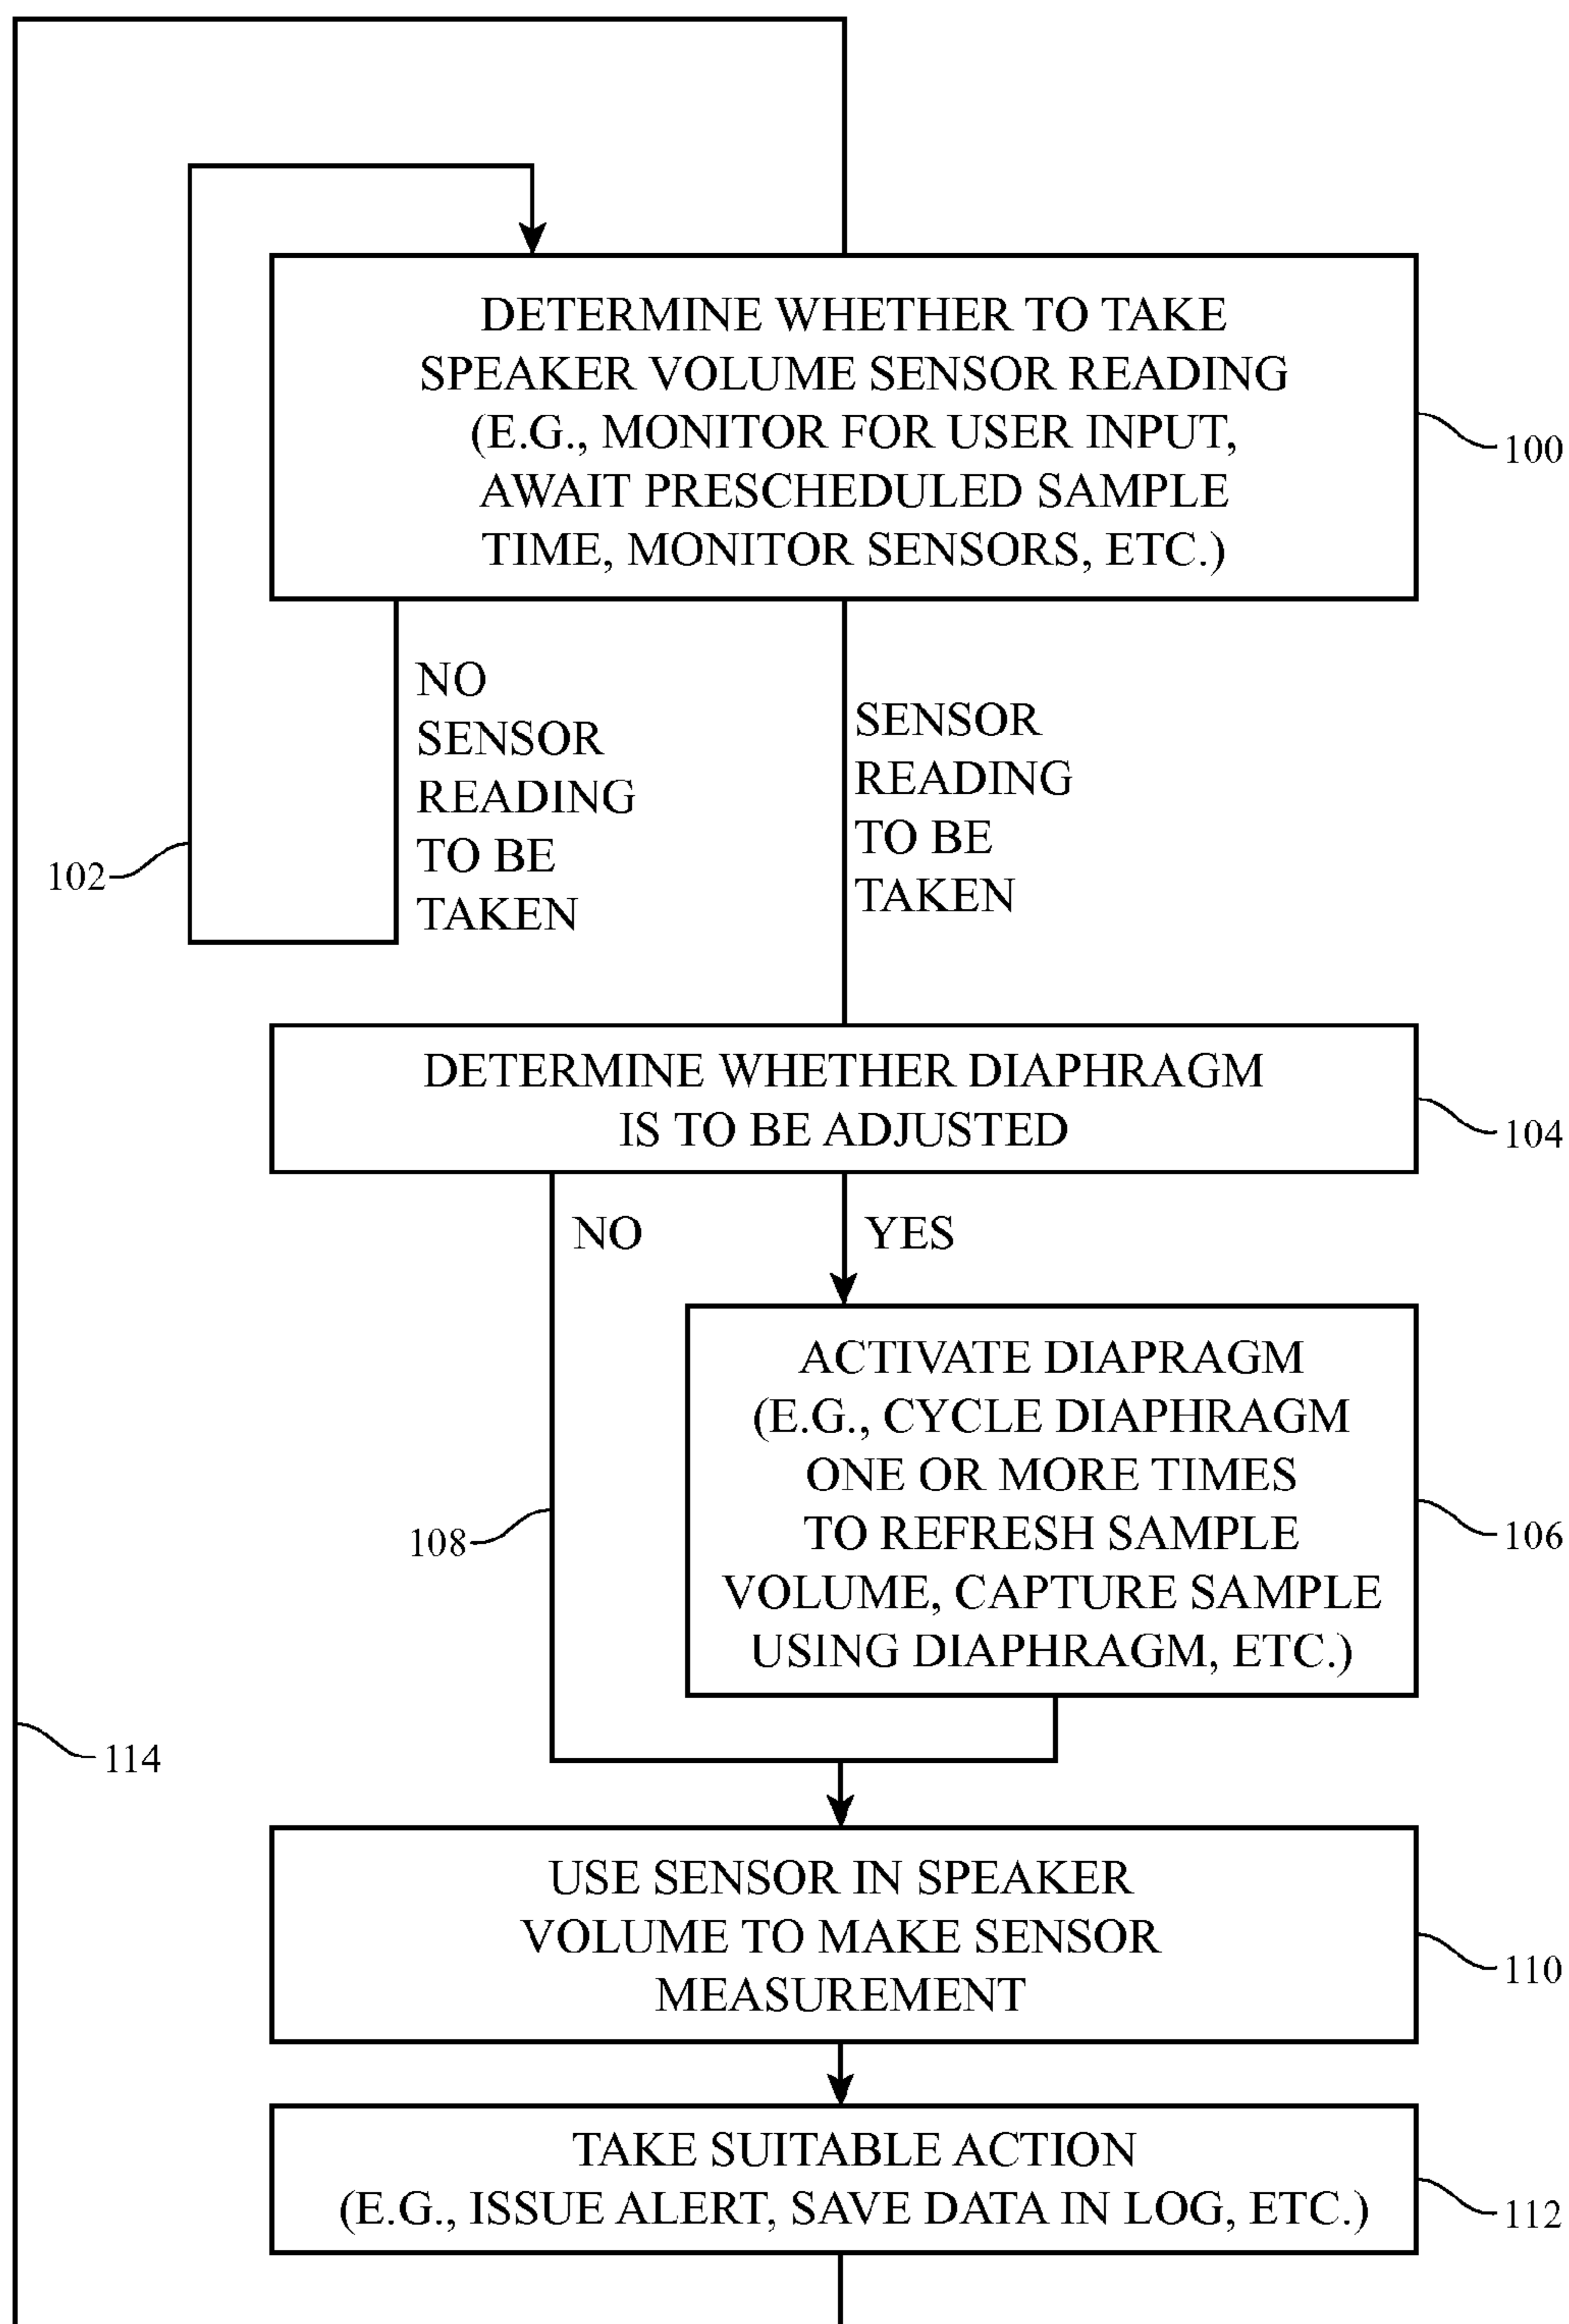 DETERMINE WHETHER TO TAKE
SPEAKER VOLUME SENSOR READING
(E.G., MONITOR FOR USER INPUT,
AWAIT PRESCHEDULED SAMPLE
TIME, MONITOR SENSORS, ETC.)
100
NO
SENSOR
READING
TO BE
TAKEN
SENSOR
READING
TO BE
TAKEN
102
DETERMINE WHETHER DIAPHRAGM
IS TO BE ADJUSTED
104
NO
YES
ACTIVATE DIAPRAGM
(E.G., CYCLE DIAPHRAGM
ONE OR MORE TIMES
TO REFRESH SAMPLE
VOLUME, CAPTURE SAMPLE
USING DIAPHRAGM, ETC.)
106
108
114
USE SENSOR IN SPEAKER
VOLUME TO MAKE SENSOR
MEASUREMENT
110
TAKE SUITABLE ACTION
(E.G., ISSUE ALERT, SAVE DATA IN LOG, ETC.)
112